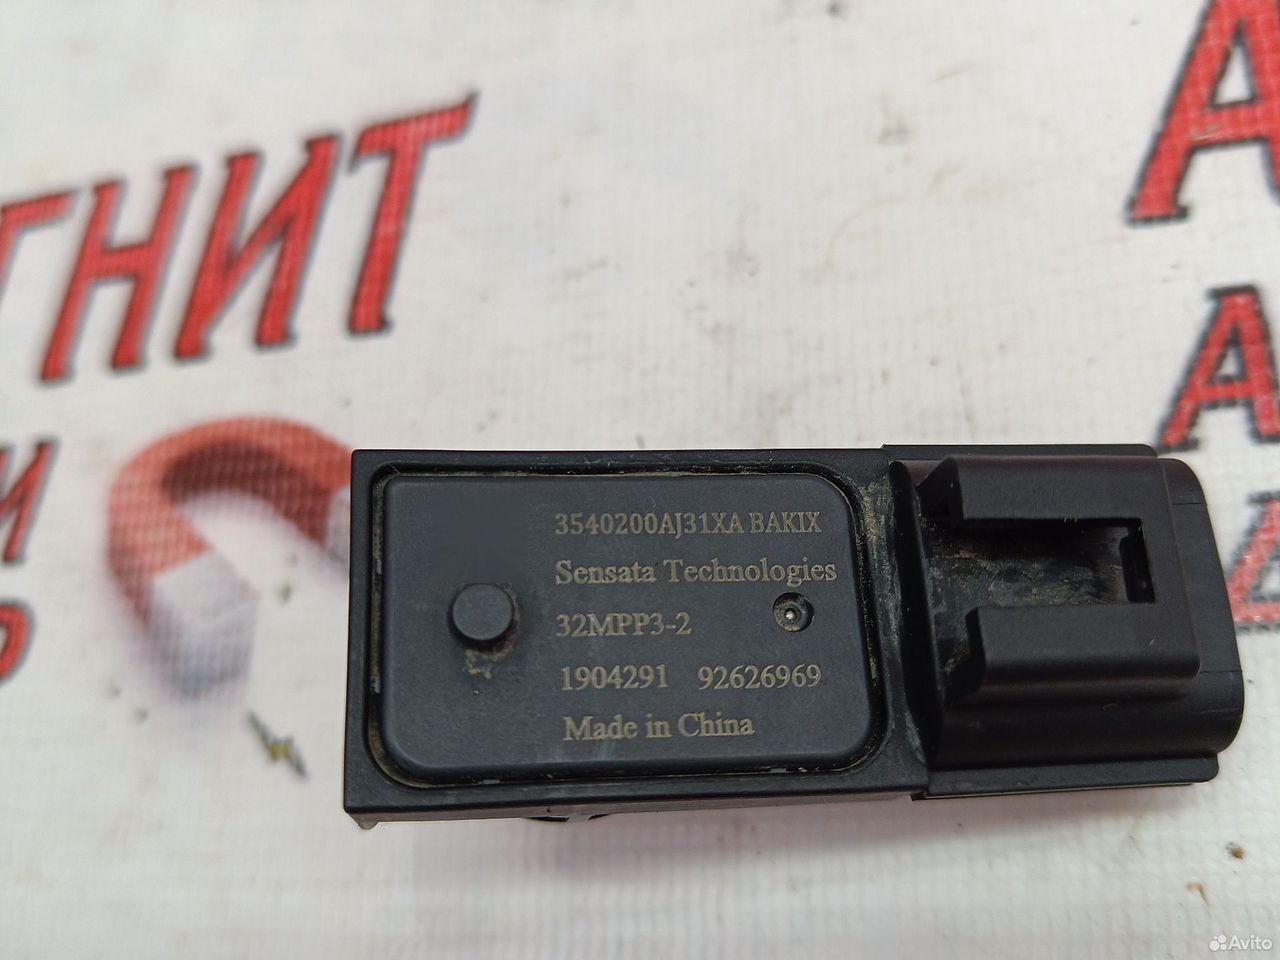 ГНИТ
3540200AJ31XA BAKIX
Sensata Technologies
32MPP3-2
1904291 92626969
Made in China
Avito